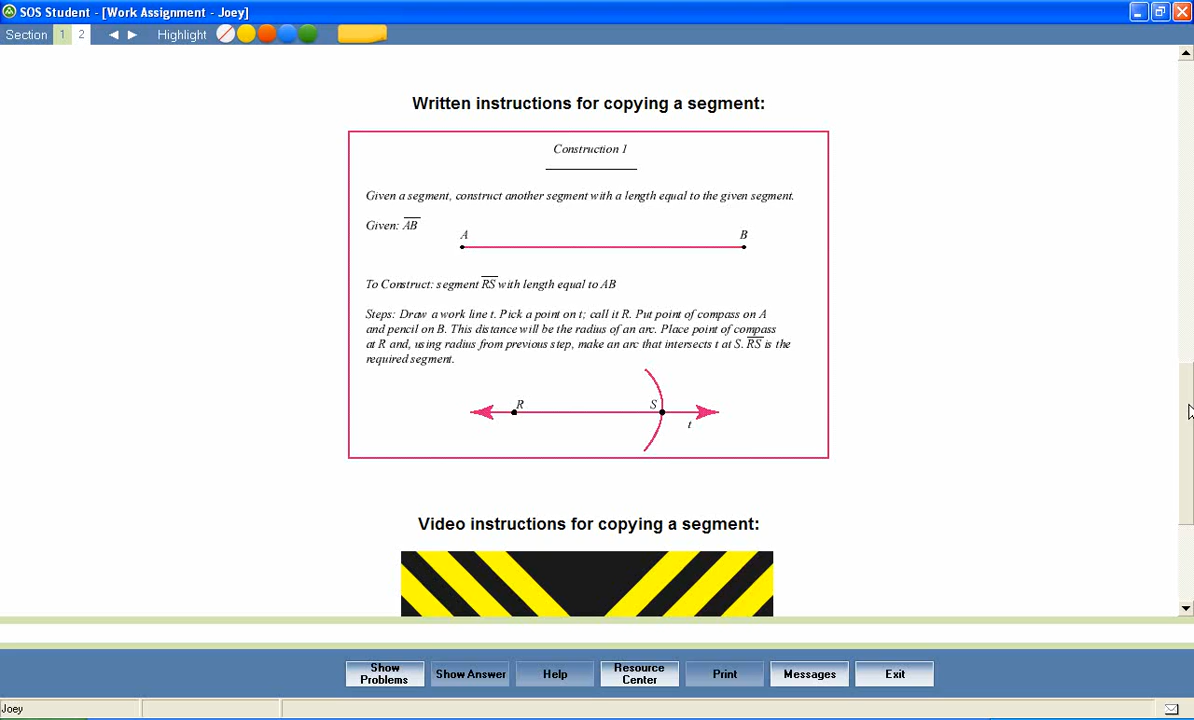 SOS Student - [Work Assignment - Joey]
Section 1 2 Highlight
Written instructions for copying a segment:
Construction 1
Given a segment, construct another segment with a length equal to the given segment.
Given: AB
A B
To Construct: segment RS with length equal to AB
Steps: Draw a work line t. Pick a point on t; call it R. Put point of compass on A
and pencil on B. This distance will be the radius of an arc. Place point of compass
at R and, using radius from previous step, make an arc that intersects t at S. RS is the
required segment.
R S
t
Video instructions for copying a segment:
Show Problems Show Answer Help Resource Center Print Messages Exit
Joey